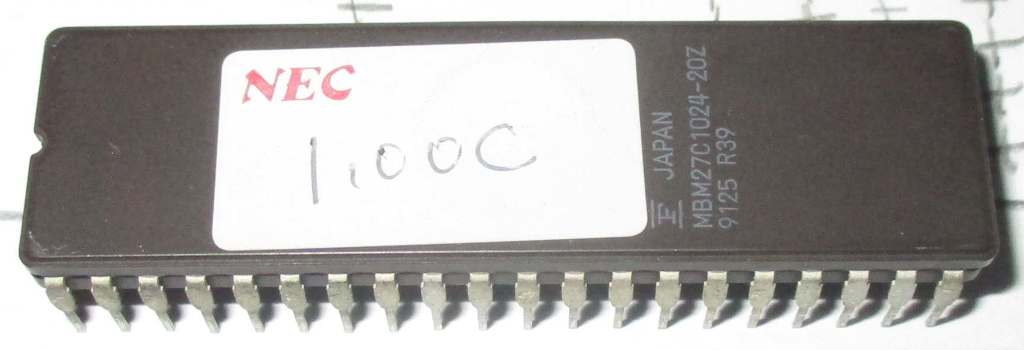 NEC
1.00C
F JAPAN
MBM27C1024-20Z
9125 R39